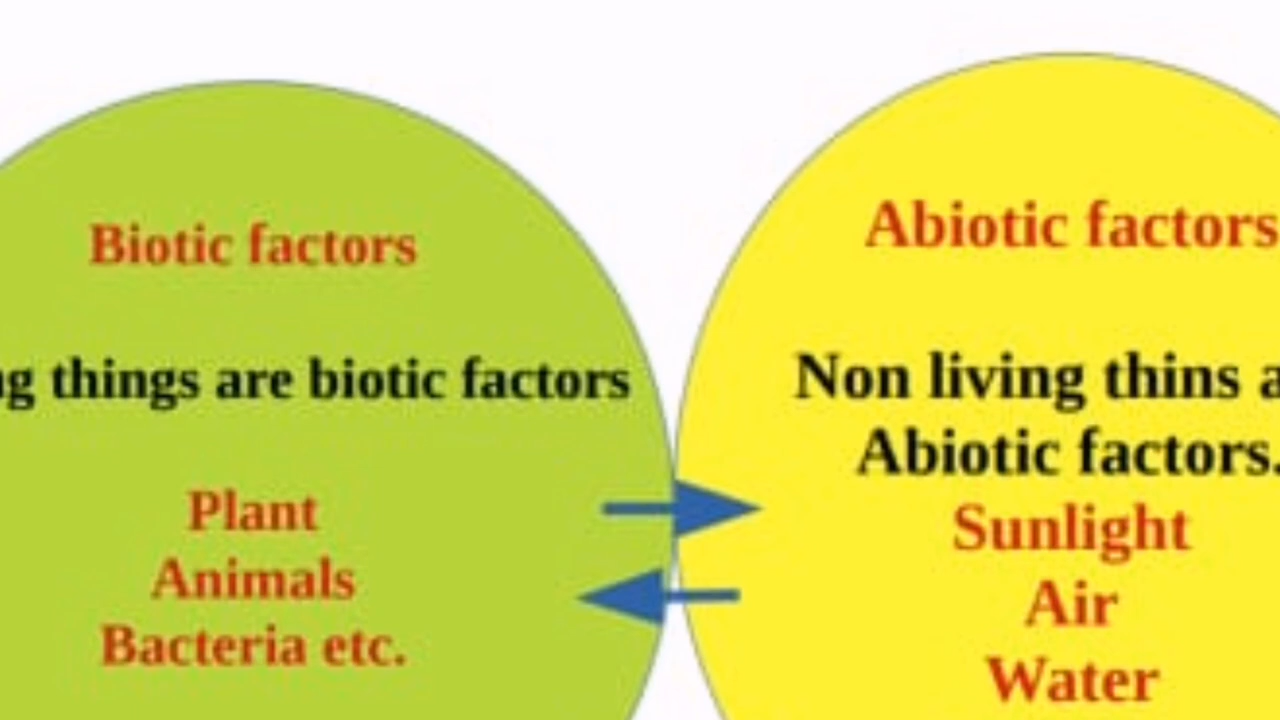 Biotic factors
ng things are biotic factors
Plant
Animals
Bacteria etc.
Abiotic factors
Non living thins a
Abiotic factors.
Sunlight
Air
Water